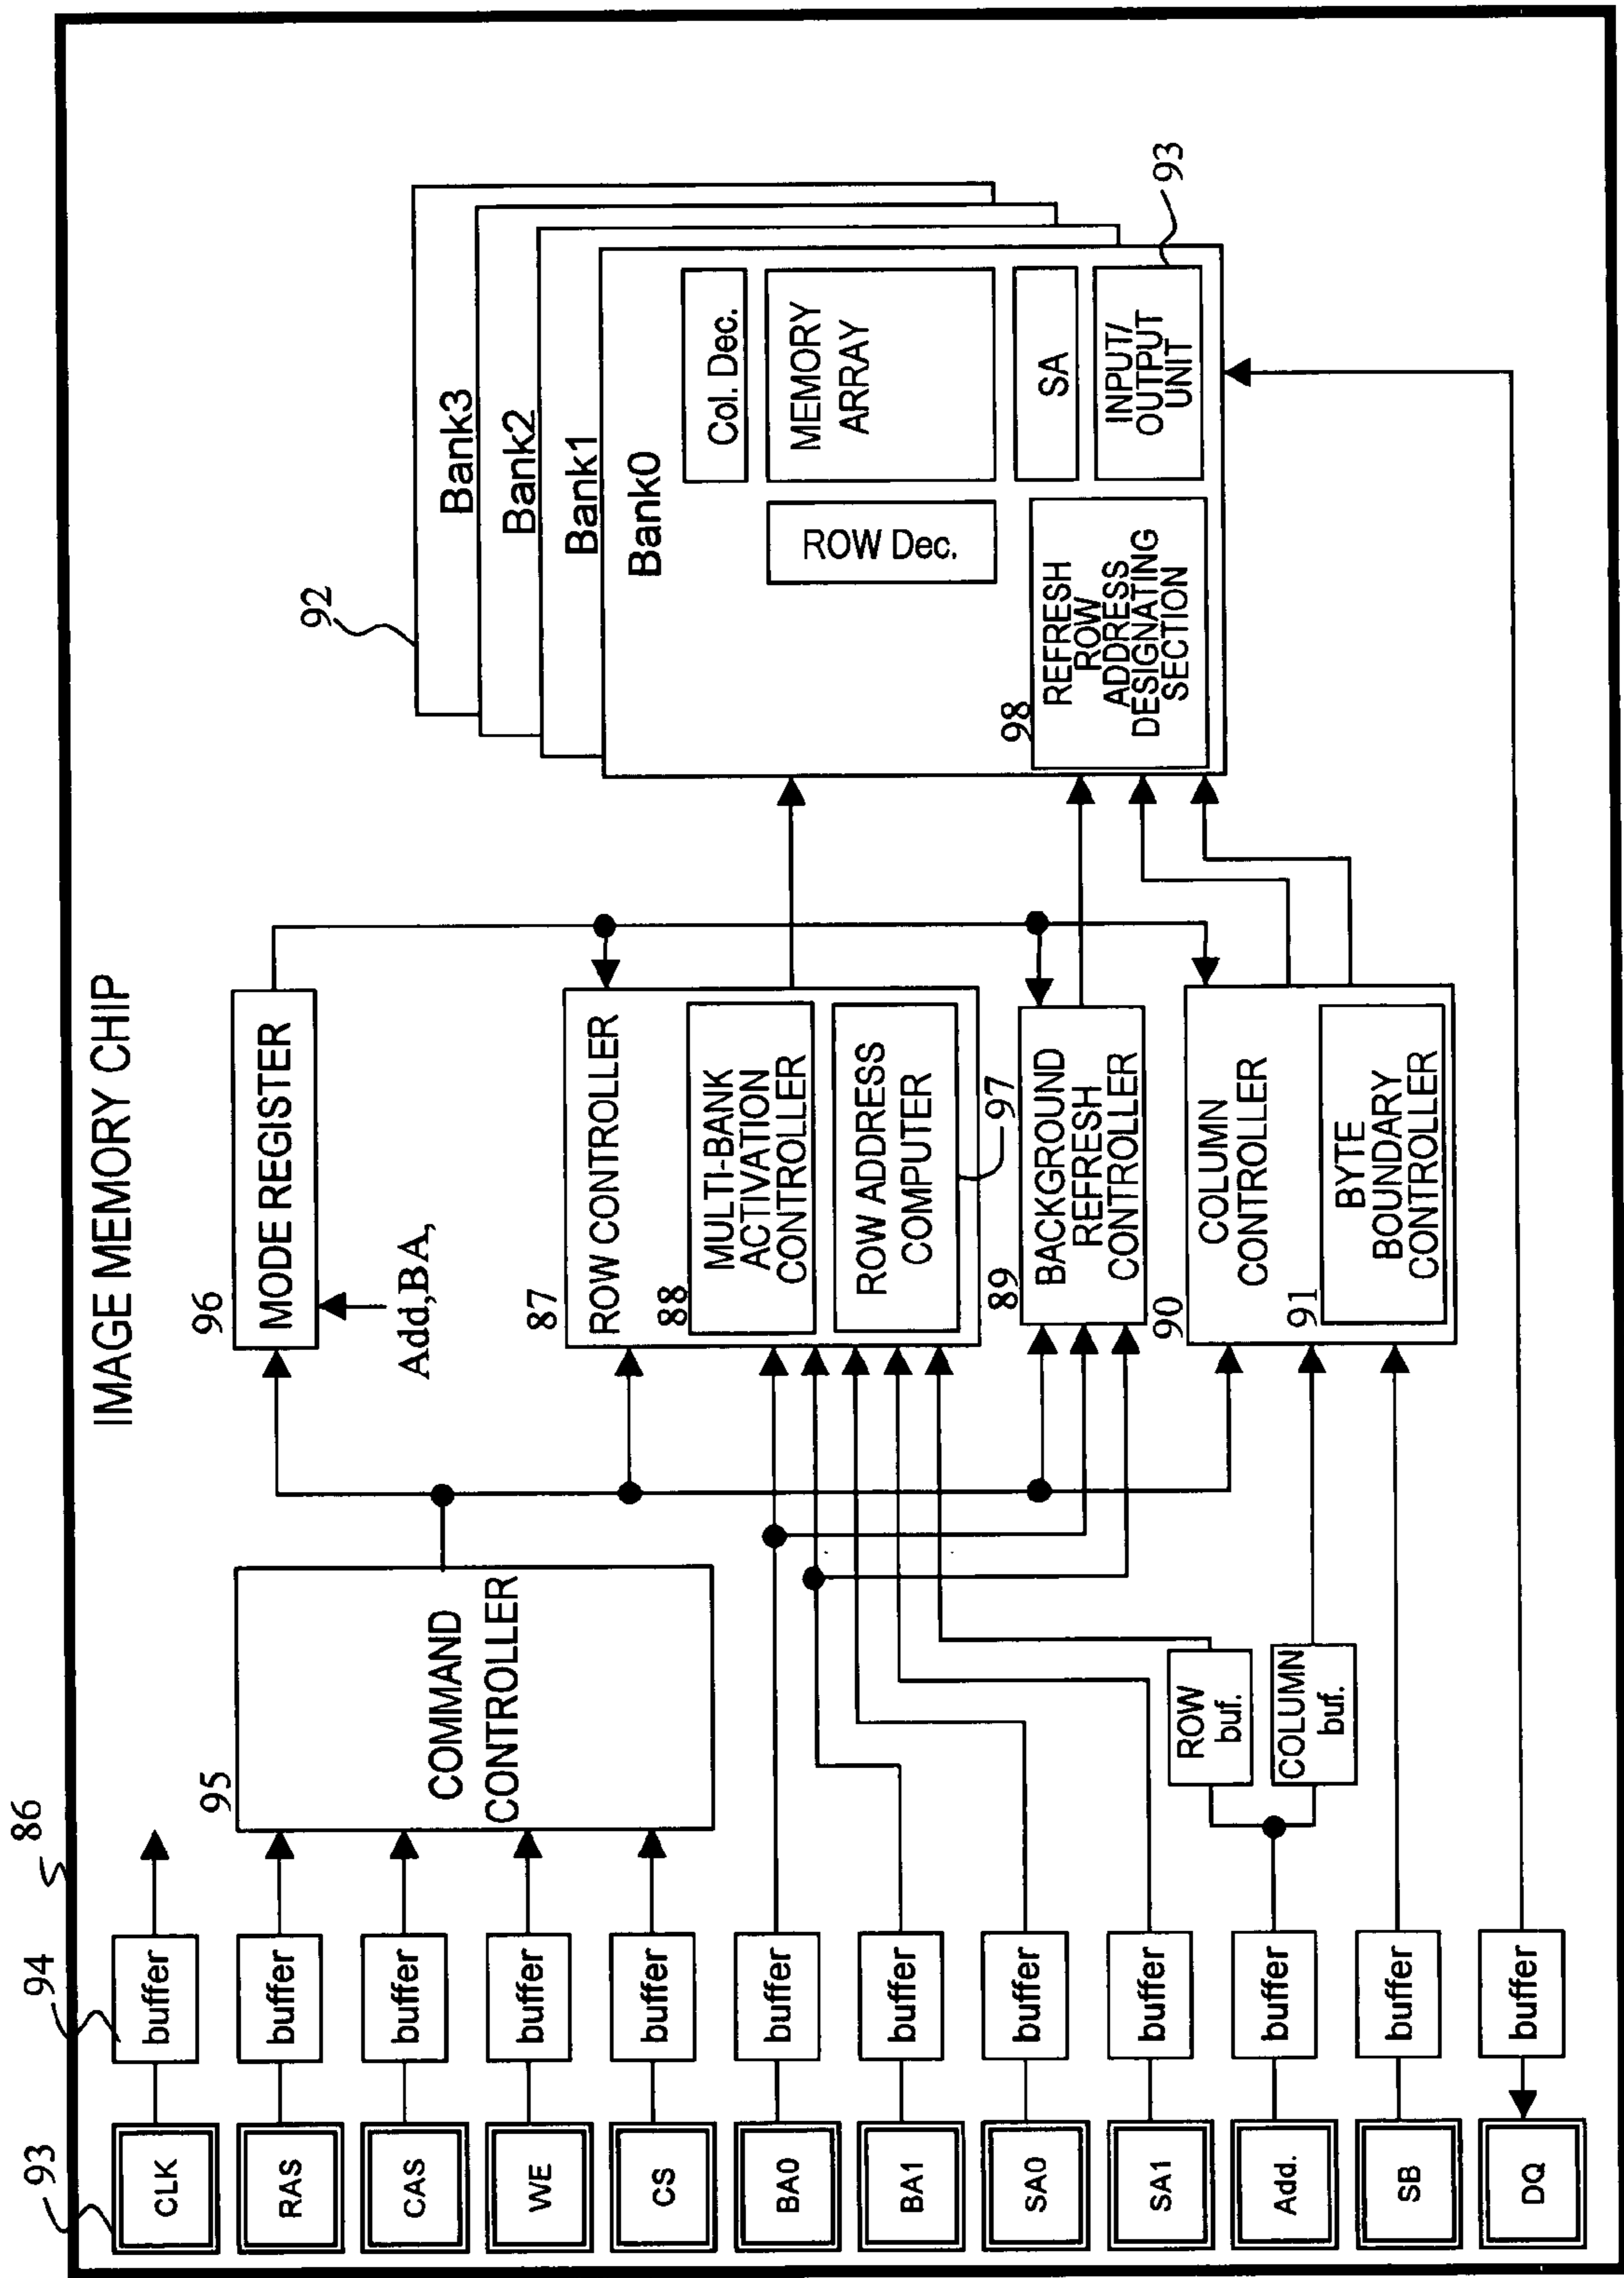 IMAGE MEMORY CHIP
86
93
94
CLK
buffer
RAS
buffer
CAS
buffer
WE
buffer
CS
buffer
BA0
buffer
BA1
buffer
SA0
buffer
SA1
buffer
Add.
buffer
SB
buffer
DQ
buffer
95
COMMAND
CONTROLLER
ROW
buf.
COLUMN
buf.
96
MODE REGISTER
Add,BA,
87
ROW CONTROLLER
88
MULTI-BANK
ACTIVATION
CONTROLLER
ROW ADDRESS
COMPUTER
97
89
BACKGROUND
REFRESH
CONTROLLER
90
COLUMN
CONTROLLER
91
BYTE
BOUNDARY
CONTROLLER
92
Bank3
Bank2
Bank1
Bank0
Col. Dec.
ROW Dec.
MEMORY
ARRAY
SA
98
REFRESH
ROW
ADDRESS
DESIGNATING
SECTION
INPUT/
OUTPUT
UNIT
93